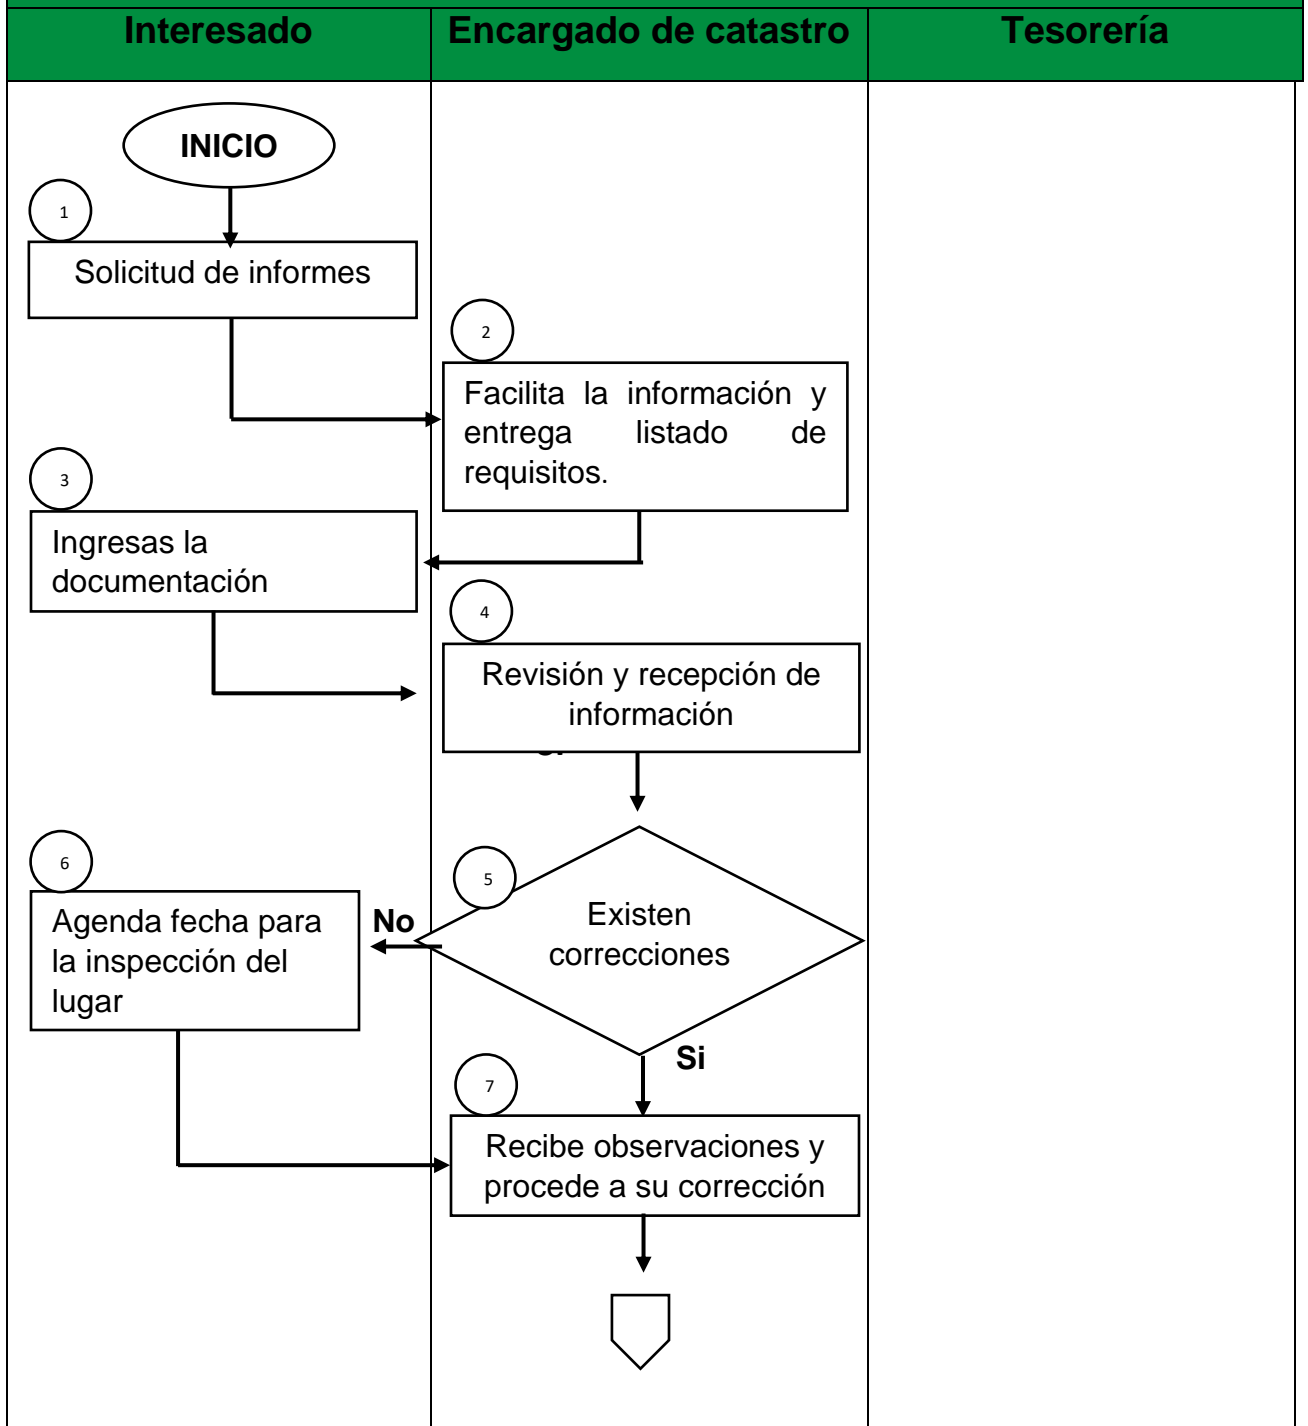 Interesado
Encargado de catastro
Tesorería
INICIO
1
Solicitud de informes
2
Facilita la información y
entrega listado de
requisitos.
3
Ingresas la
documentación
4
Revisión y recepción de
información
5
Existen
correcciones
No
6
Agenda fecha para
la inspección del
lugar
Si
7
Recibe observaciones y
procede a su corrección